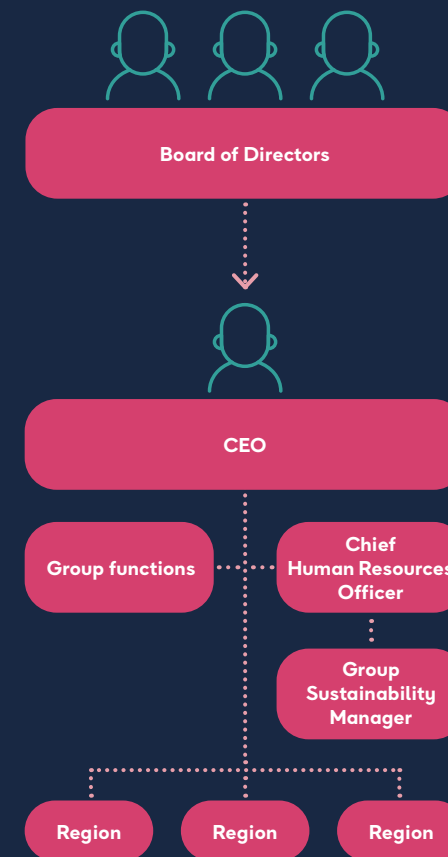 Board of Directors
CEO
Group functions
Chief
Human Resources
Officer
Group
Sustainability
Manager
Region
Region
Region